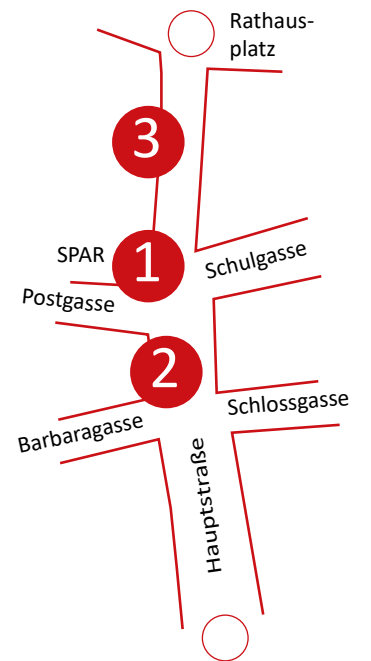 Rathaus-
platz
3
SPAR
1
Schulgasse
Postgasse
2
Schlossgasse
Barbaragasse
Hauptstraße